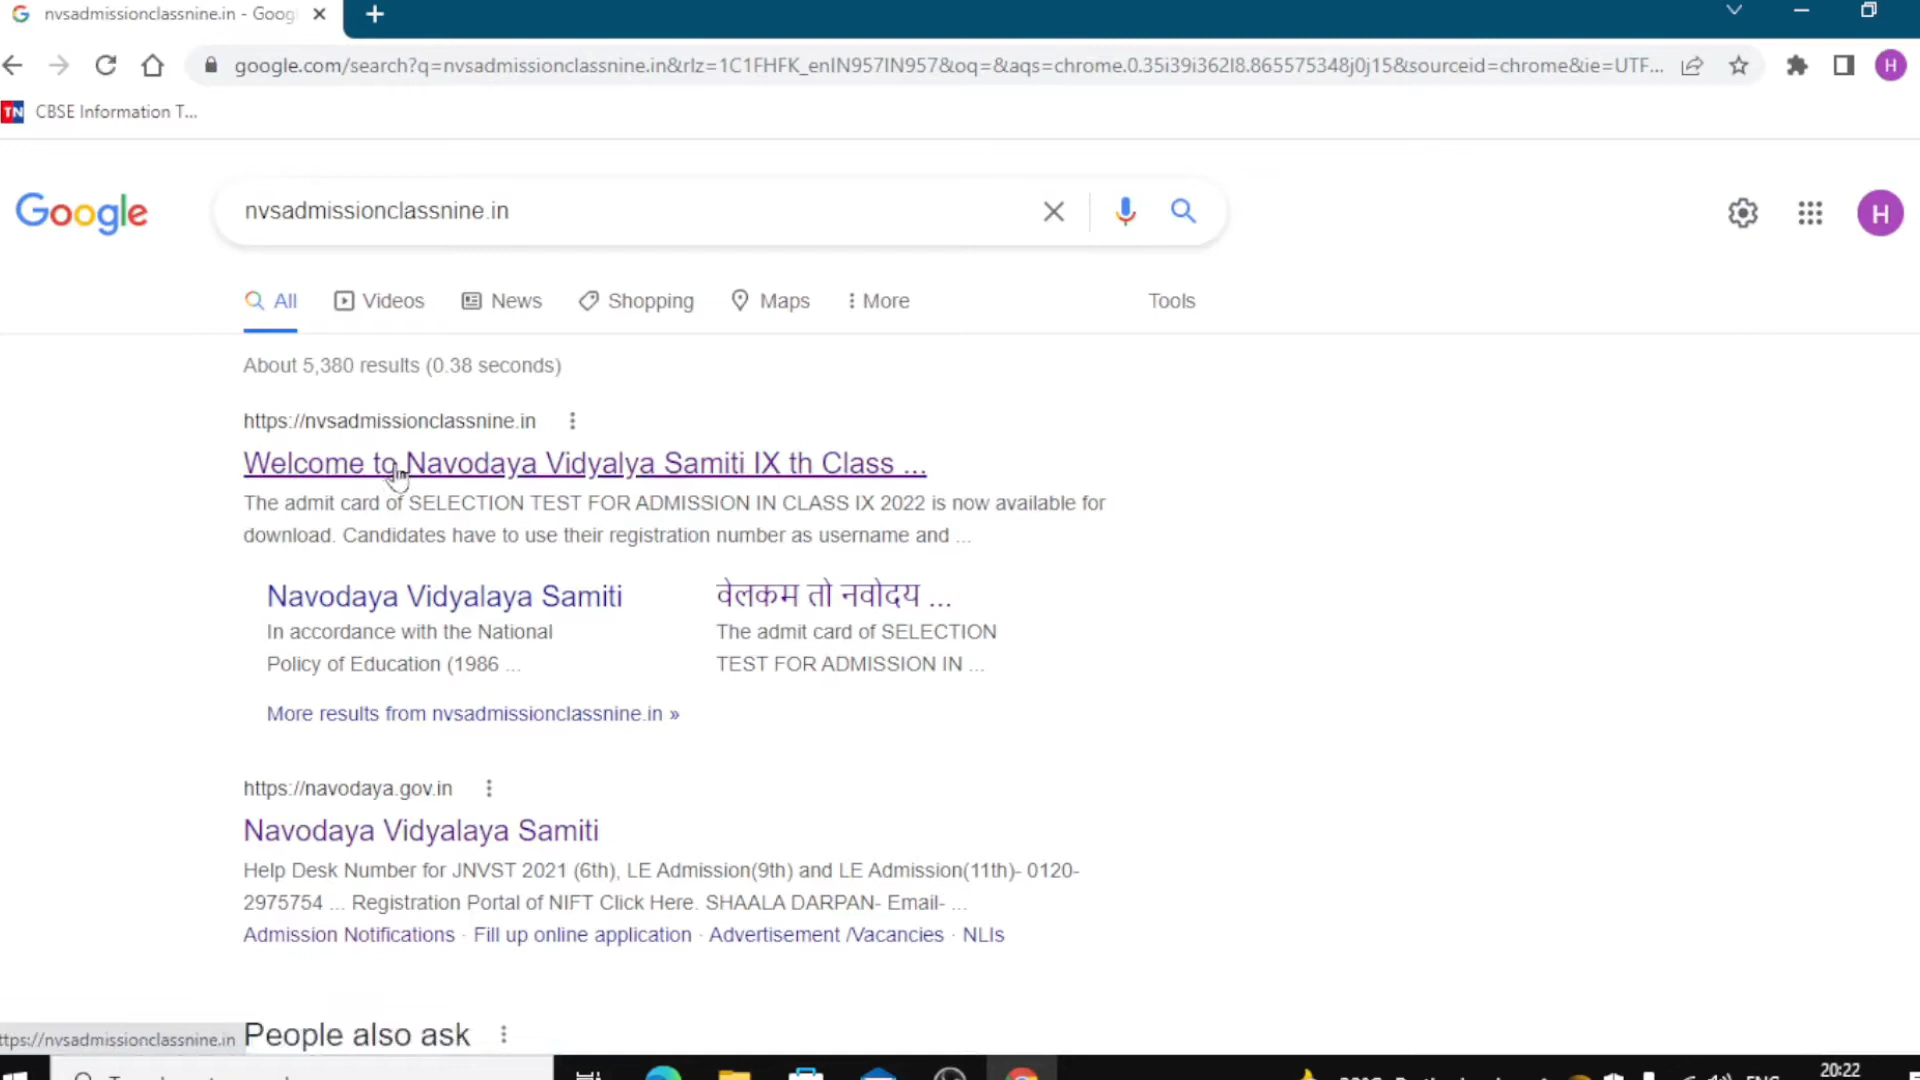 nvsadmissionclassnine.in - Goog
google.com/search?q=nvsadmissionclassnine.in&rlz=1C1FHFK_enIN957IN957&oq=&aqs=chrome.0.35i39i362l8.865575348j0j15&sourceid=chrome&ie=UTF...
H
TN CBSE Information T...
Google
nvsadmissionclassnine.in
H
All Videos News Shopping Maps More Tools
About 5,380 results (0.38 seconds)
https://nvsadmissionclassnine.in
Welcome to Navodaya Vidyalya Samiti IX th Class ...
The admit card of SELECTION TEST FOR ADMISSION IN CLASS IX 2022 is now available for
download. Candidates have to use their registration number as username and ...
Navodaya Vidyalaya Samiti
In accordance with the National
Policy of Education (1986 ...
वेलकम तो नवोदय ...
The admit card of SELECTION
TEST FOR ADMISSION IN ...
More results from nvsadmissionclassnine.in »
https://navodaya.gov.in
Navodaya Vidyalaya Samiti
Help Desk Number for JNVST 2021 (6th), LE Admission(9th) and LE Admission(11th)- 0120-
2975754 ... Registration Portal of NIFT Click Here. SHAALA DARPAN- Email- ...
Admission Notifications · Fill up online application · Advertisement /Vacancies · NLIs
People also ask
ttps://nvsadmissionclassnine.in
20:22